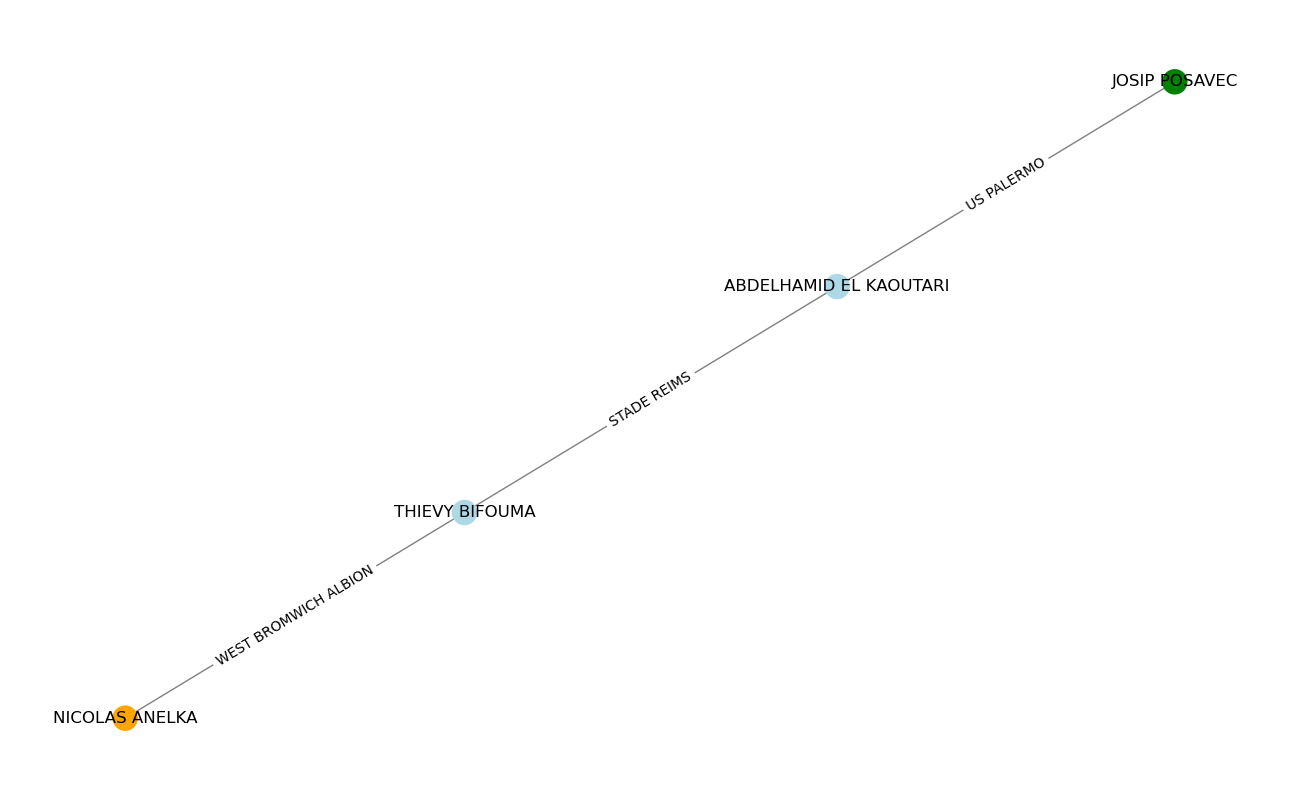 JOSIP POSAVEC
US PALERMO
ABDELHAMID EL KAOUTARI
STADE REIMS
THIEVY BIFOUMA
WEST BROMWICH ALBION
NICOLAS ANELKA